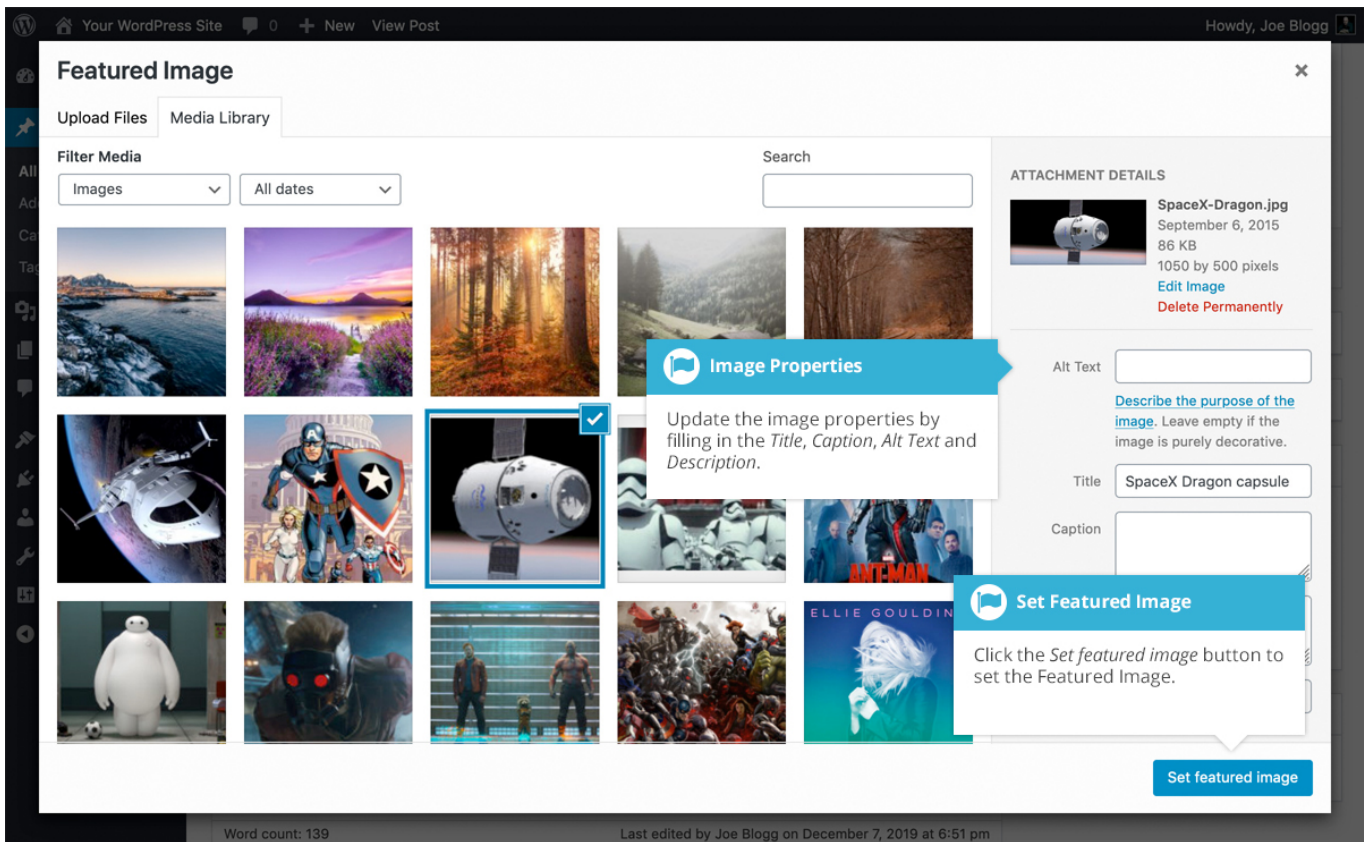 Your WordPress Site 0 New View Post Howdy, Joe Blogg
Featured Image
Upload Files Media Library
Filter Media
Images All dates
Search
All
ATTACHMENT DETAILS
SpaceX-Dragon.jpg
September 6, 2015
86 KB
1050 by 500 pixels
Edit Image
Delete Permanently
Image Properties
Update the image properties by
filling in the Title, Caption, Alt Text and
Description.
Alt Text
Describe the purpose of the
image. Leave empty if the
image is purely decorative.
Title SpaceX Dragon capsule
Caption
ANT-MAN
ELLIE GOULDIN
Set Featured Image
Click the Set featured image button to
set the Featured Image.
Set featured image
Word count: 139 Last edited by Joe Blogg on December 7, 2019 at 6:51 pm